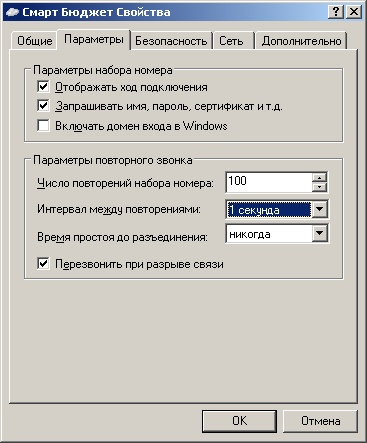 Смарт Бюджет Свойства
Общие Параметры Безопасность Сеть Дополнительно
Параметры набора номера
Отображать ход подключения
Запрашивать имя, пароль, сертификат и т.д.
Включать домен входа в Windows
Параметры повторного звонка
Число повторений набора номера: 100
Интервал между повторениями: 1 секунда
Время простоя до разъединения: никогда
Перезвонить при разрыве связи
OK Отмена